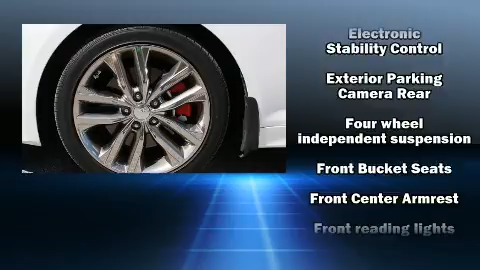 Electronic
Stability Control
Exterior Parking
Camera Rear
Four wheel
independent suspension
Front Bucket Seats
Front Center Armrest
Front reading lights